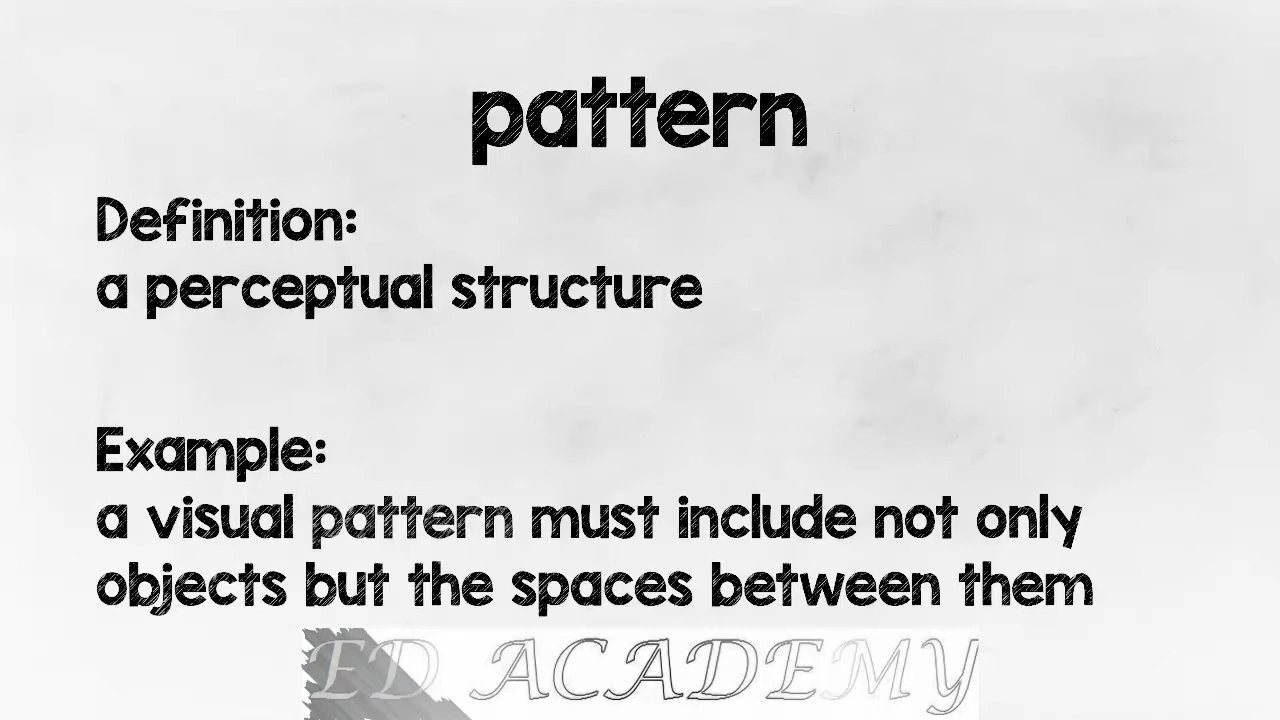 pattern
Definition:
a perceptual structure
Example:
a visual pattern must include not only
objects but the spaces between them
ED ACADEMY